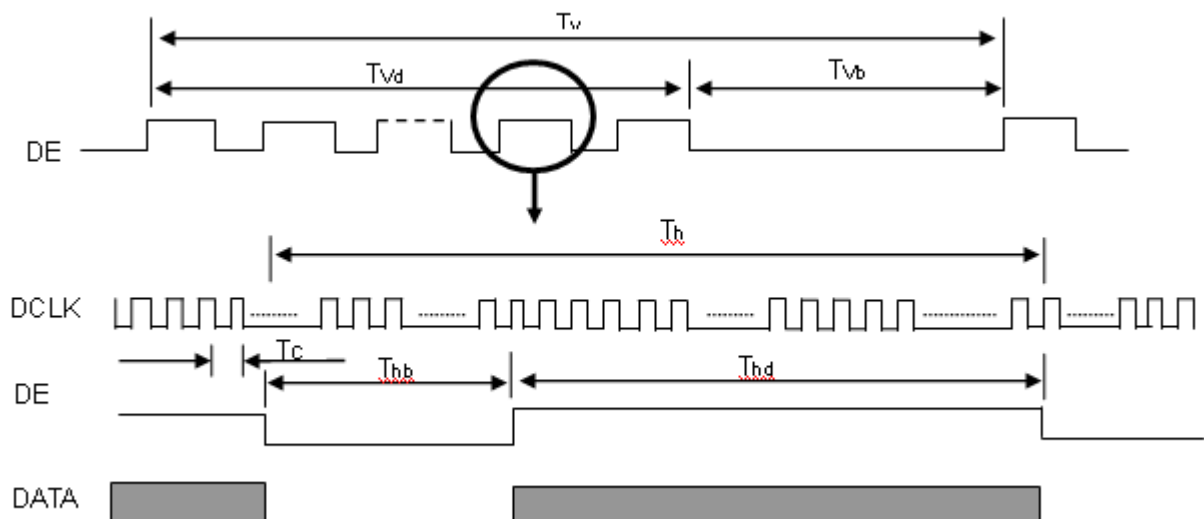 Tv
Tvd
Tvb
DE
Th
DCLK
Tc
Thb
Thd
DE
DATA